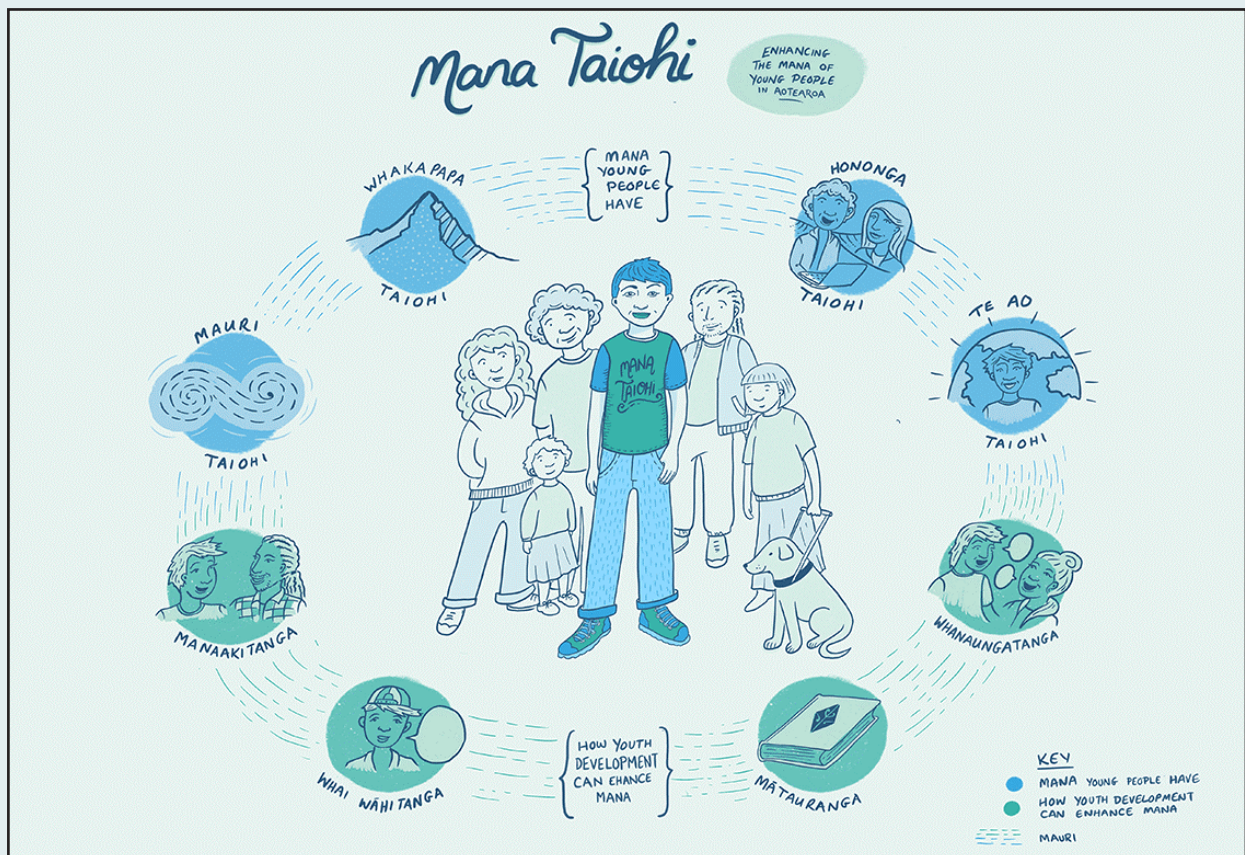 Mana Taiohi
ENHANCING
THE MANA OF
YOUNG PEOPLE
IN AOTEAROA
MANA
YOUNG
PEOPLE
HAVE
WHAKAPAPA
TAIOHI
HONONGA
TAIOHI
MAURI
TAIOHI
TE AO
TAIOHI
MANA
TAIOHI
MANAAKITANGA
WHANAUNGATANGA
WHAI WĀHITANGA
MĀTAURANGA
HOW YOUTH
DEVELOPMENT
CAN EHANCE
MANA
KEY
MANA YOUNG PEOPLE HAVE
HOW YOUTH DEVELOPMENT
CAN ENHANCE MANA
MAURI